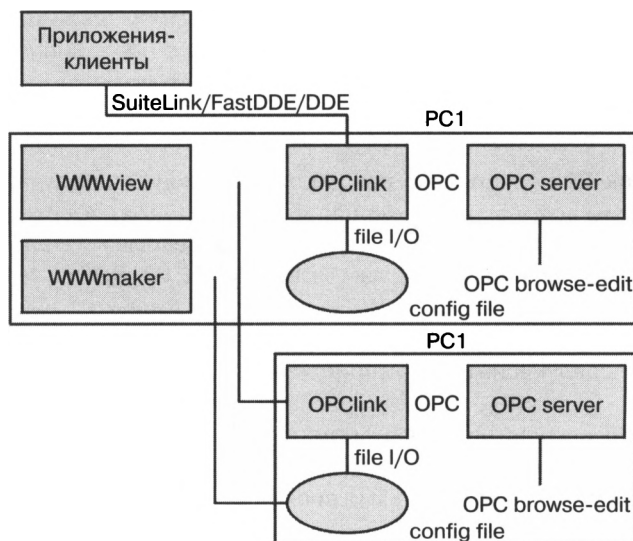 Приложения-
клиенты
SuiteLink/FastDDE/DDE
PC1
WWWview
OPClink
OPC
OPC server
file I/O
WWWmaker
OPC browse-edit
config file
PC1
OPClink
OPC
OPC server
file I/O
OPC browse-edit
config file